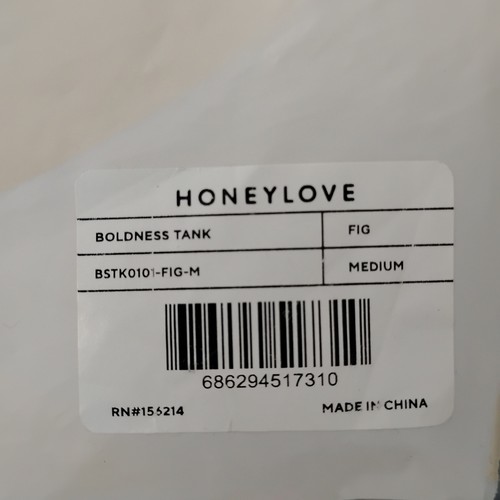 HONEYLOVE
BOLDNESS TANK FIG
BSTK0101-FIG-M MEDIUM
686294517310
RN#156214 MADE IN CHINA